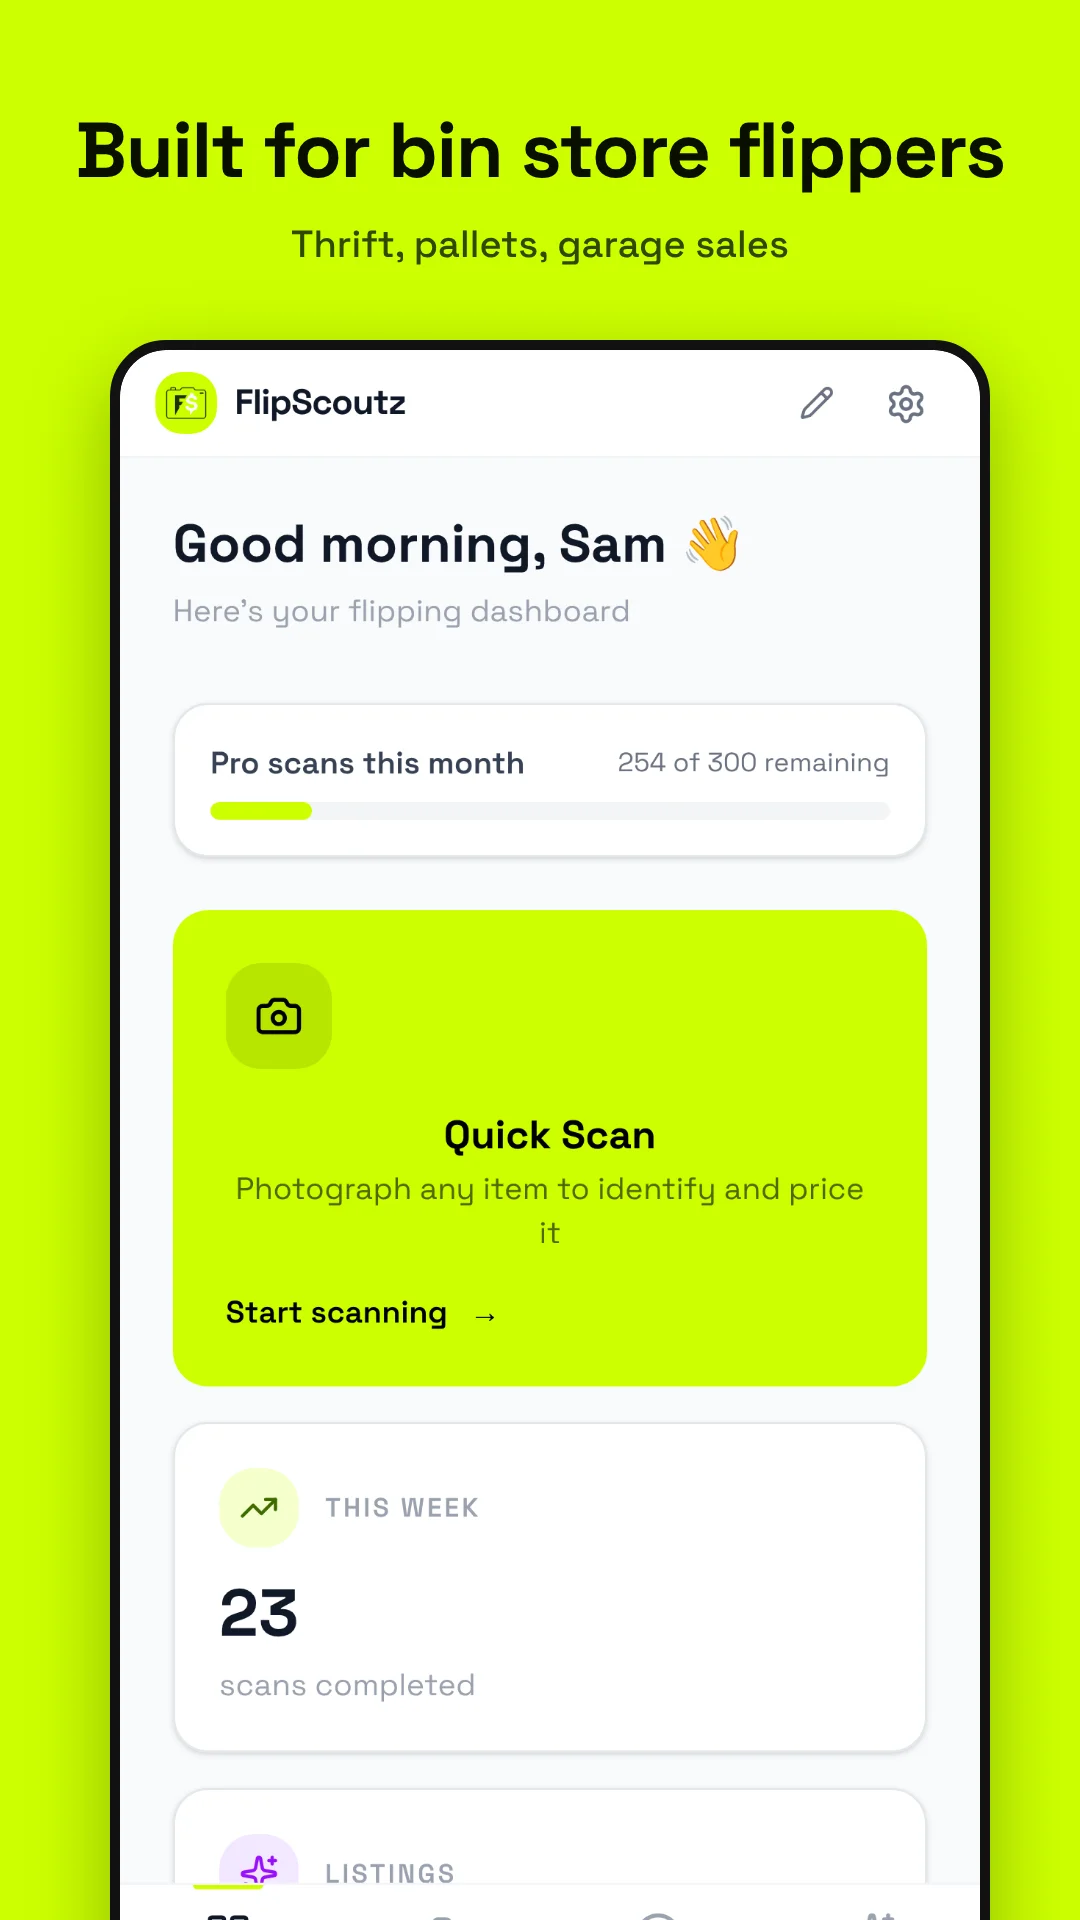 Built for bin store flippers
Thrift, pallets, garage sales
F$ FlipScoutz
Good morning, Sam 👋
Here's your flipping dashboard
Pro scans this month 254 of 300 remaining
Quick Scan
Photograph any item to identify and price
it
Start scanning →
THIS WEEK
23
scans completed
LISTINGS